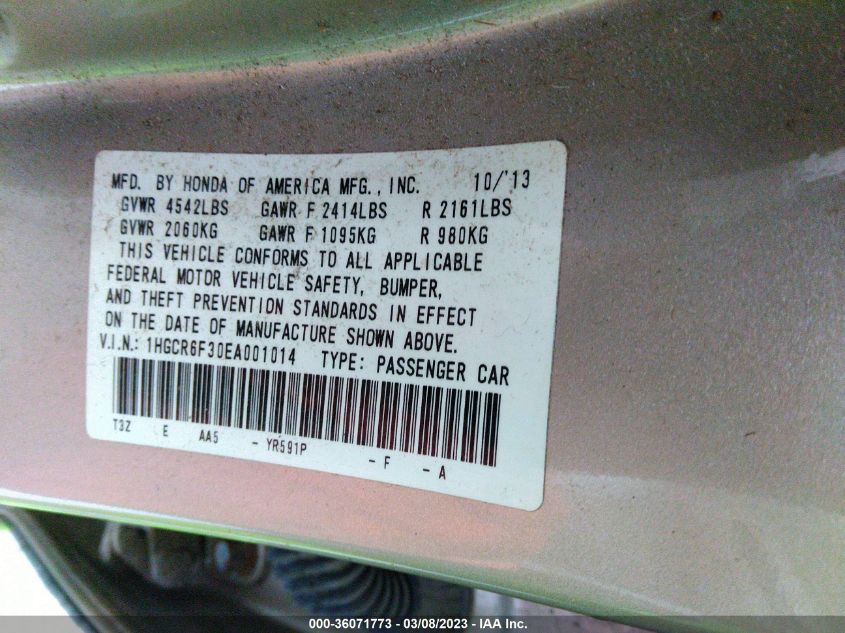 MFD. BY HONDA OF AMERICA MFG., INC. 10/'13
GVWR 4542LBS GAWR F 2414LBS R 2161LBS
GVWR 2060KG GAWR F 1095KG R 980KG
THIS VEHICLE CONFORMS TO ALL APPLICABLE
FEDERAL MOTOR VEHICLE SAFETY, BUMPER,
AND THEFT PREVENTION STANDARDS IN EFFECT
ON THE DATE OF MANUFACTURE SHOWN ABOVE.
V.I.N.: 1HGCR6F30EA001014 TYPE: PASSENGER CAR
T3Z E AA5 - YR591P - F - A
000-36071773 - 03/08/2023 - IAA Inc.